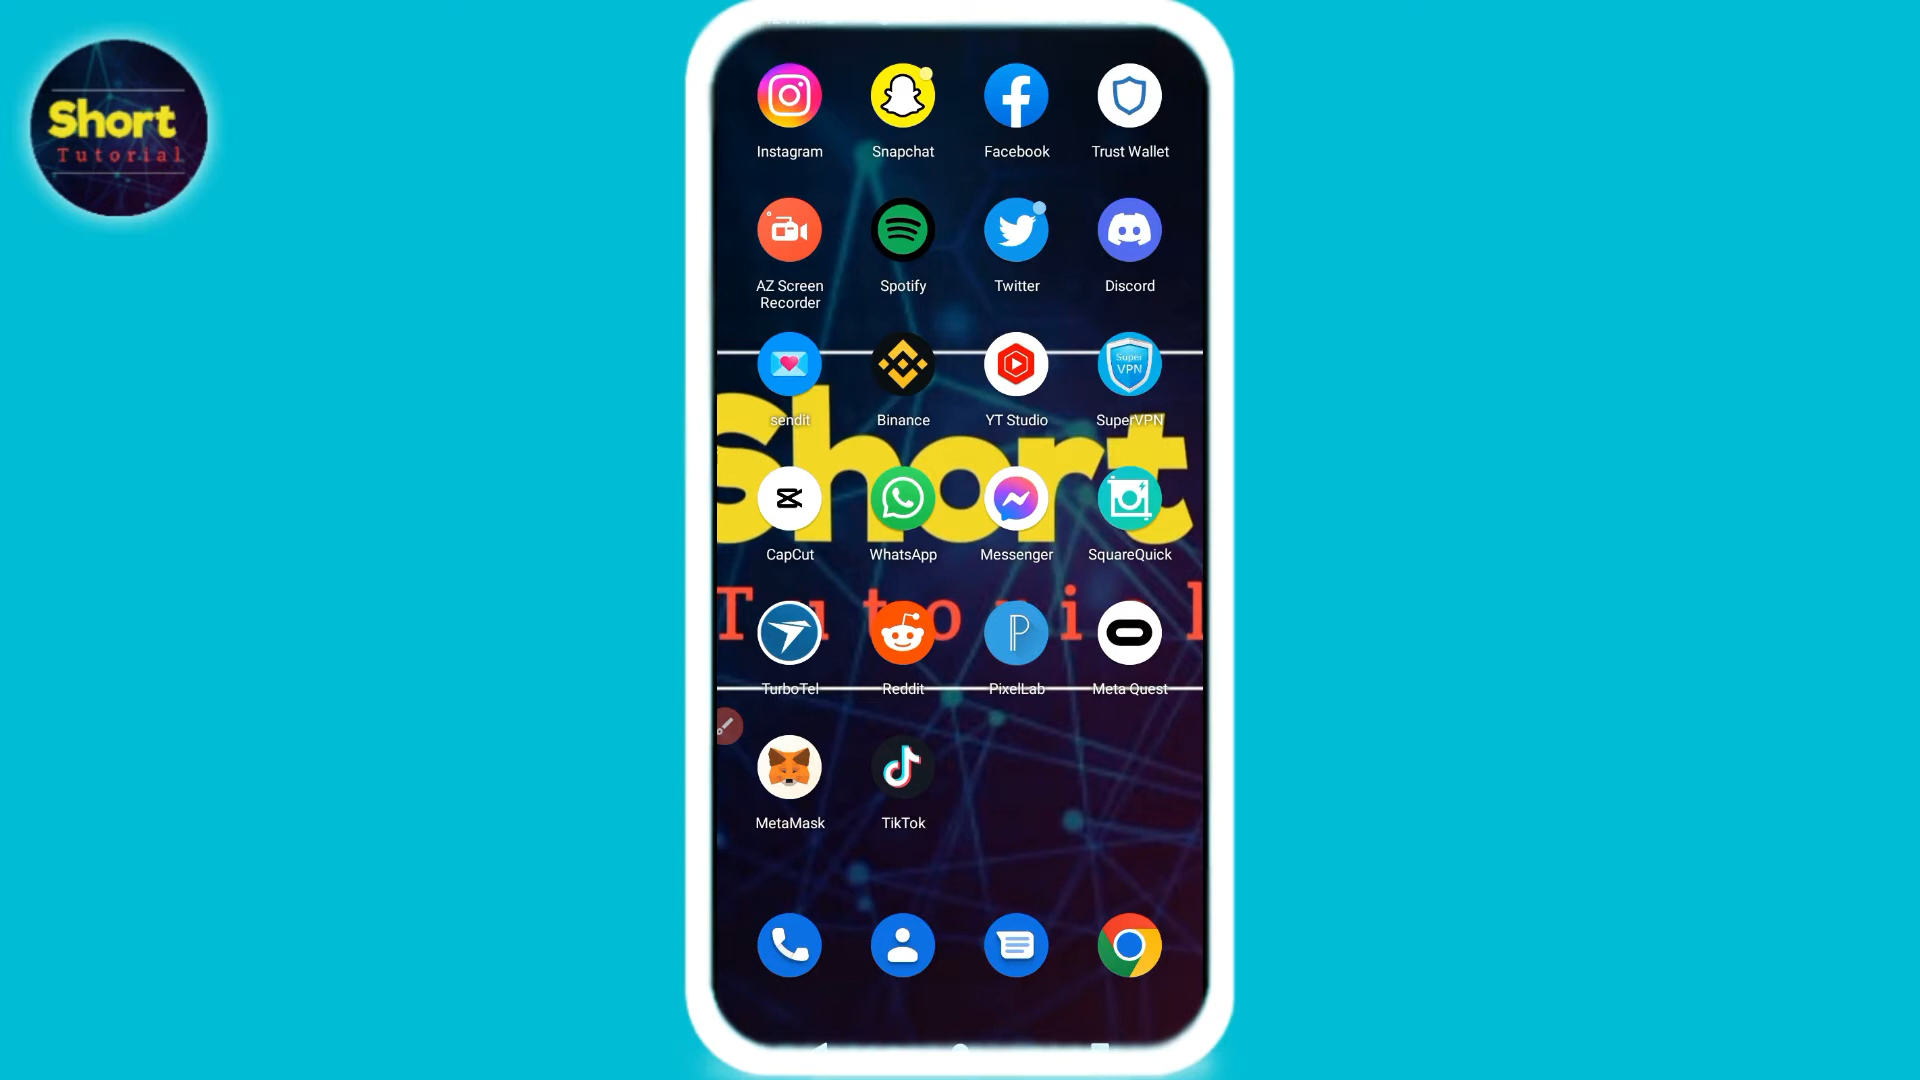 Short
Tutorial
Instagram
Snapchat
Facebook
Trust Wallet
AZ Screen
Recorder
Spotify
Twitter
Discord
Super
VPN
sendit
Binance
YT Studio
SuperVPN
Short
CapCut
WhatsApp
Messenger
SquareQuick
TurboTel
Reddit
PixelLab
Meta Quest
MetaMask
TikTok